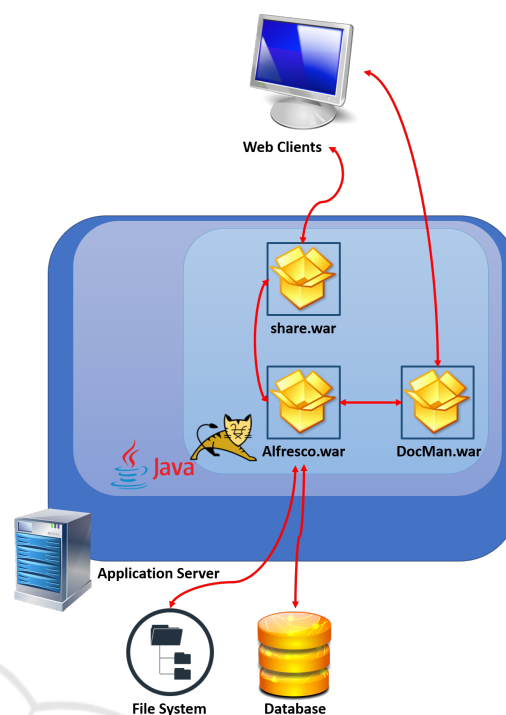 Web Clients
share.war
Alfresco.war
DocMan.war
Java
Application Server
File System
Database